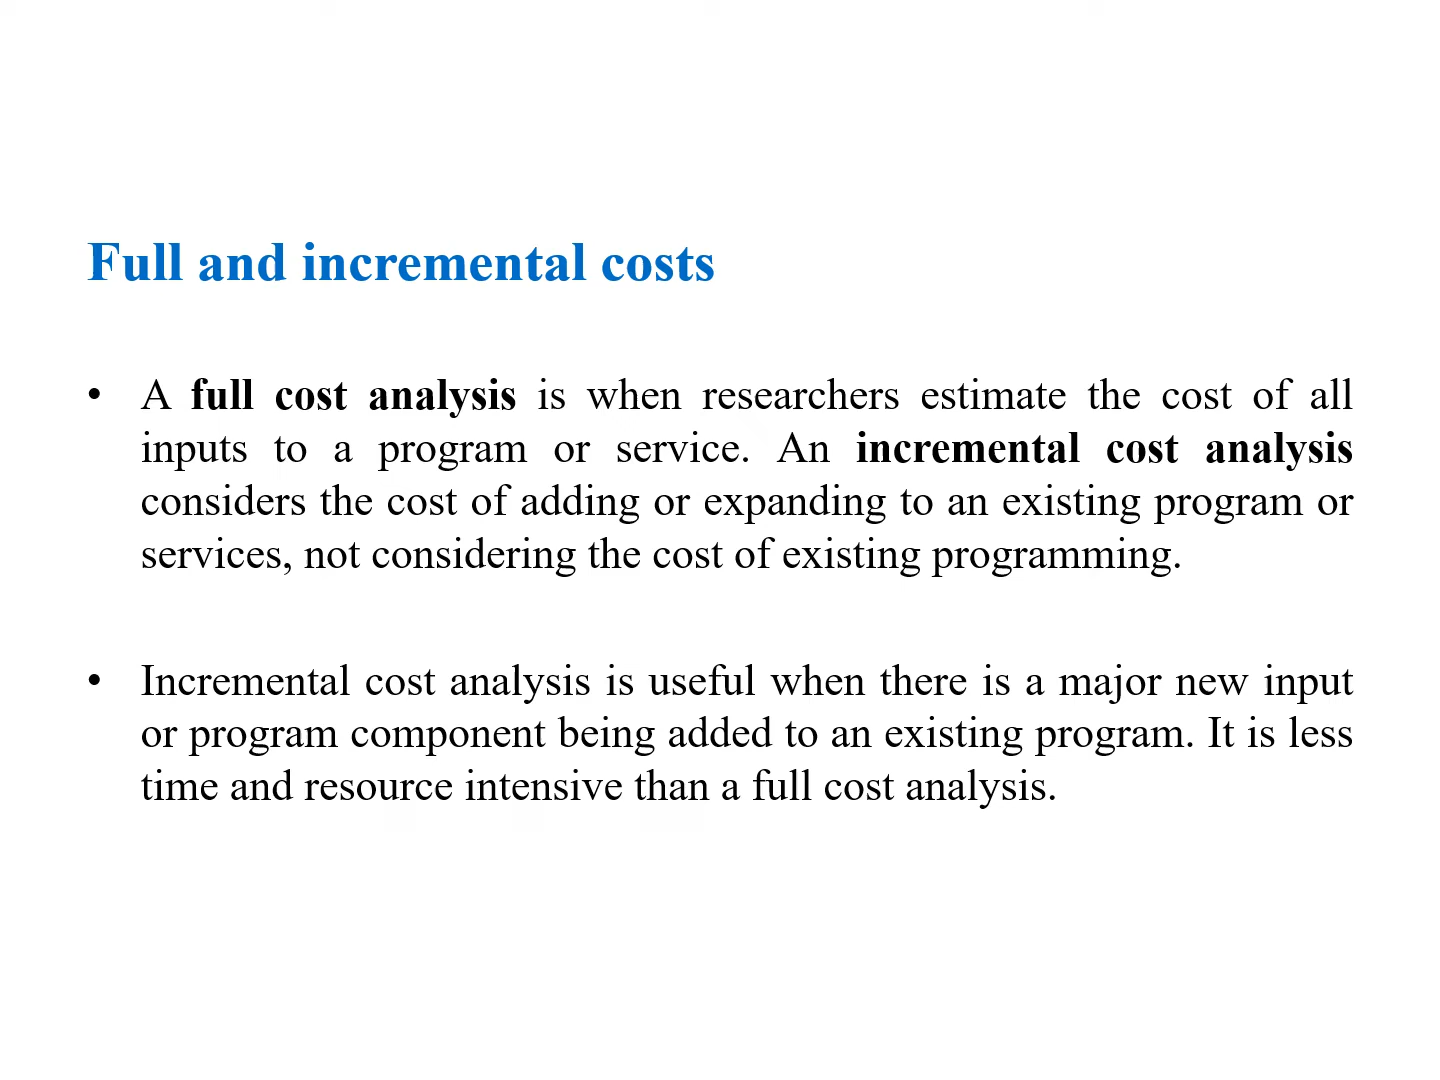 Full and incremental costs
• A full cost analysis is when researchers estimate the cost of all
inputs to a program or service. An incremental cost analysis
considers the cost of adding or expanding to an existing program or
services, not considering the cost of existing programming.
• Incremental cost analysis is useful when there is a major new input
or program component being added to an existing program. It is less
time and resource intensive than a full cost analysis.